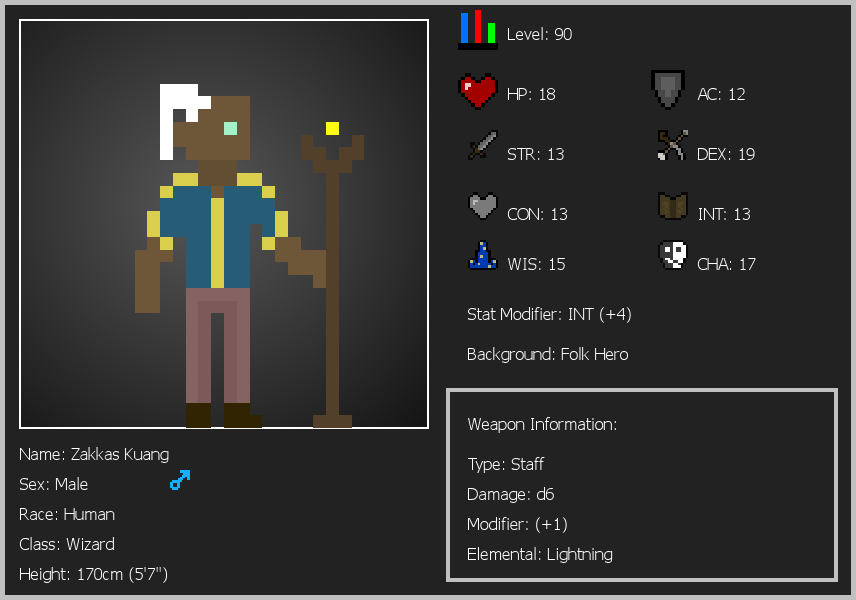 Level: 90
HP: 18
AC: 12
STR: 13
DEX: 19
CON: 13
INT: 13
WIS: 15
CHA: 17
Stat Modifier: INT (+4)
Background: Folk Hero
Weapon Information:
Type: Staff
Damage: d6
Modifier: (+1)
Elemental: Lightning
Name: Zakkas Kuang
Sex: Male
Race: Human
Class: Wizard
Height: 170cm (5'7")